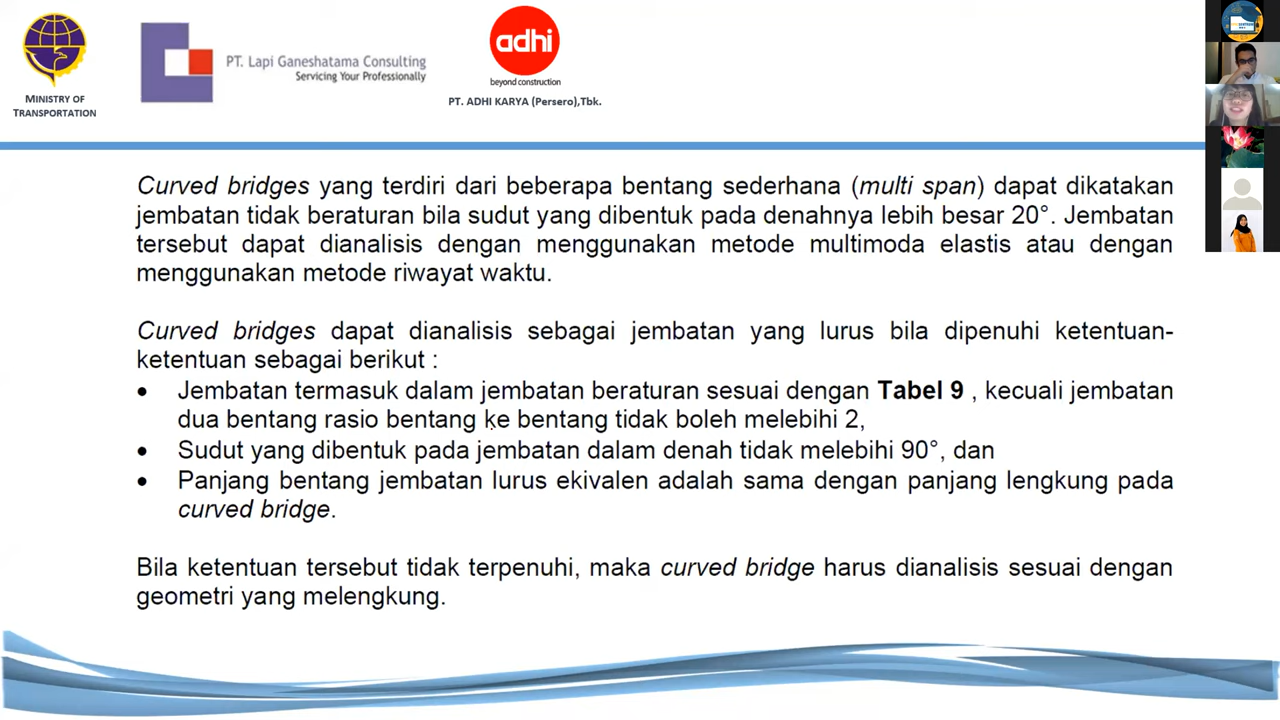 MINISTRY OF
TRANSPORTATION
PT. Lapi Ganeshatama Consulting
Servicing Your Professionally
adhi
beyond construction
PT. ADHI KARYA (Persero),Tbk.
Curved bridges yang terdiri dari beberapa bentang sederhana (multi span) dapat dikatakan
jembatan tidak beraturan bila sudut yang dibentuk pada denahnya lebih besar 20°. Jembatan
tersebut dapat dianalisis dengan menggunakan metode multimoda elastis atau dengan
menggunakan metode riwayat waktu.
Curved bridges dapat dianalisis sebagai jembatan yang lurus bila dipenuhi ketentuan-
ketentuan sebagai berikut :
• Jembatan termasuk dalam jembatan beraturan sesuai dengan Tabel 9 , kecuali jembatan
dua bentang rasio bentang ke bentang tidak boleh melebihi 2,
• Sudut yang dibentuk pada jembatan dalam denah tidak melebihi 90°, dan
• Panjang bentang jembatan lurus ekivalen adalah sama dengan panjang lengkung pada
curved bridge.
Bila ketentuan tersebut tidak terpenuhi, maka curved bridge harus dianalisis sesuai dengan
geometri yang melengkung.